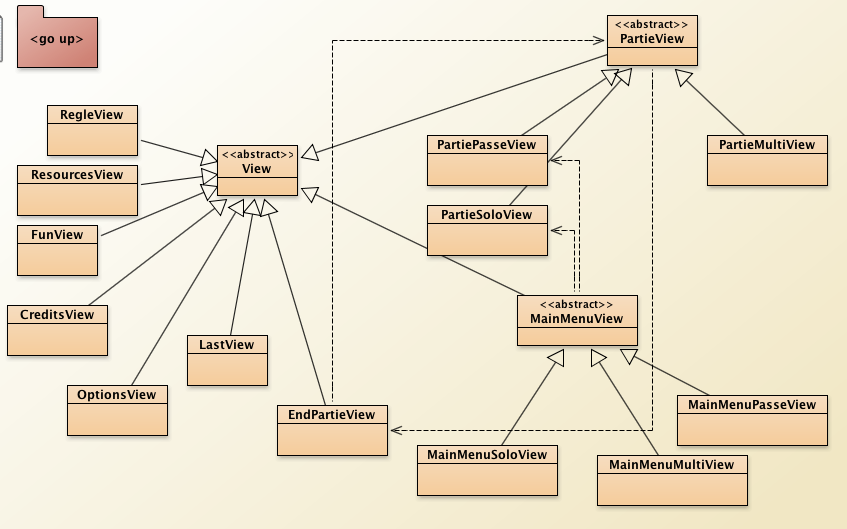 <go up>
<<abstract>>
PartieView
RegleView
<<abstract>>
View
PartiePasseView
PartieMultiView
ResourcesView
PartieSoloView
FunView
<<abstract>>
MainMenuView
CreditsView
LastView
OptionsView
EndPartieView
MainMenuPasseView
MainMenuSoloView
MainMenuMultiView